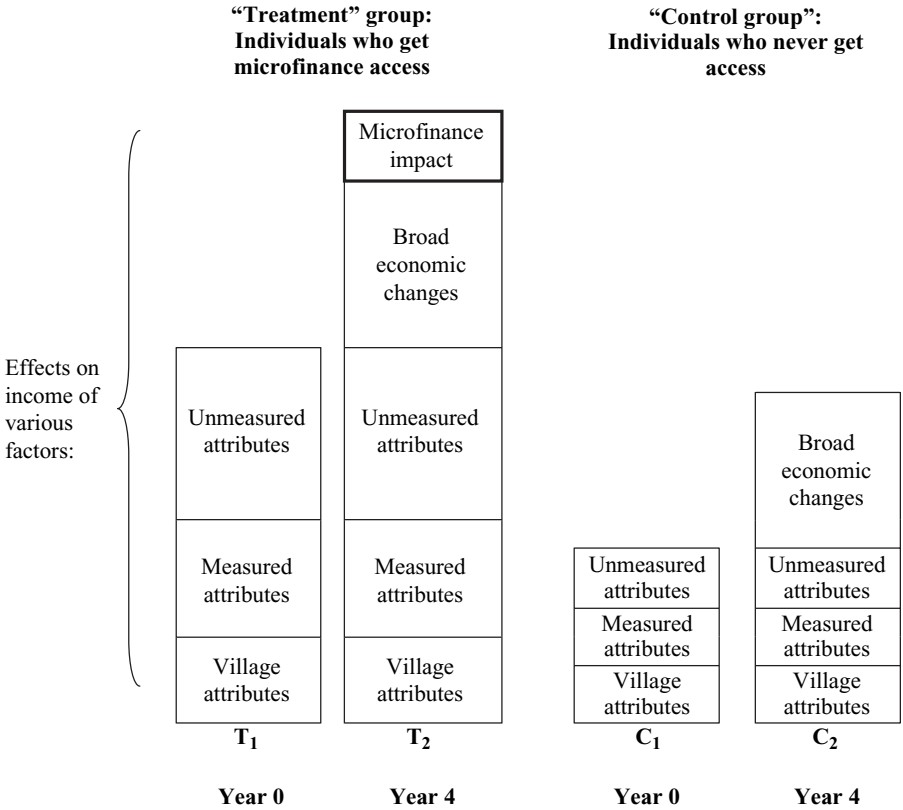 “Treatment” group:
Individuals who get
microfinance access
“Control group”:
Individuals who never get
access
Effects on
income of
various
factors:
Unmeasured
attributes
Measured
attributes
Village
attributes
T1
Year 0
Microfinance
impact
Broad
economic
changes
Unmeasured
attributes
Measured
attributes
Village
attributes
T2
Year 4
Unmeasured
attributes
Measured
attributes
Village
attributes
C1
Year 0
Broad
economic
changes
Unmeasured
attributes
Measured
attributes
Village
attributes
C2
Year 4